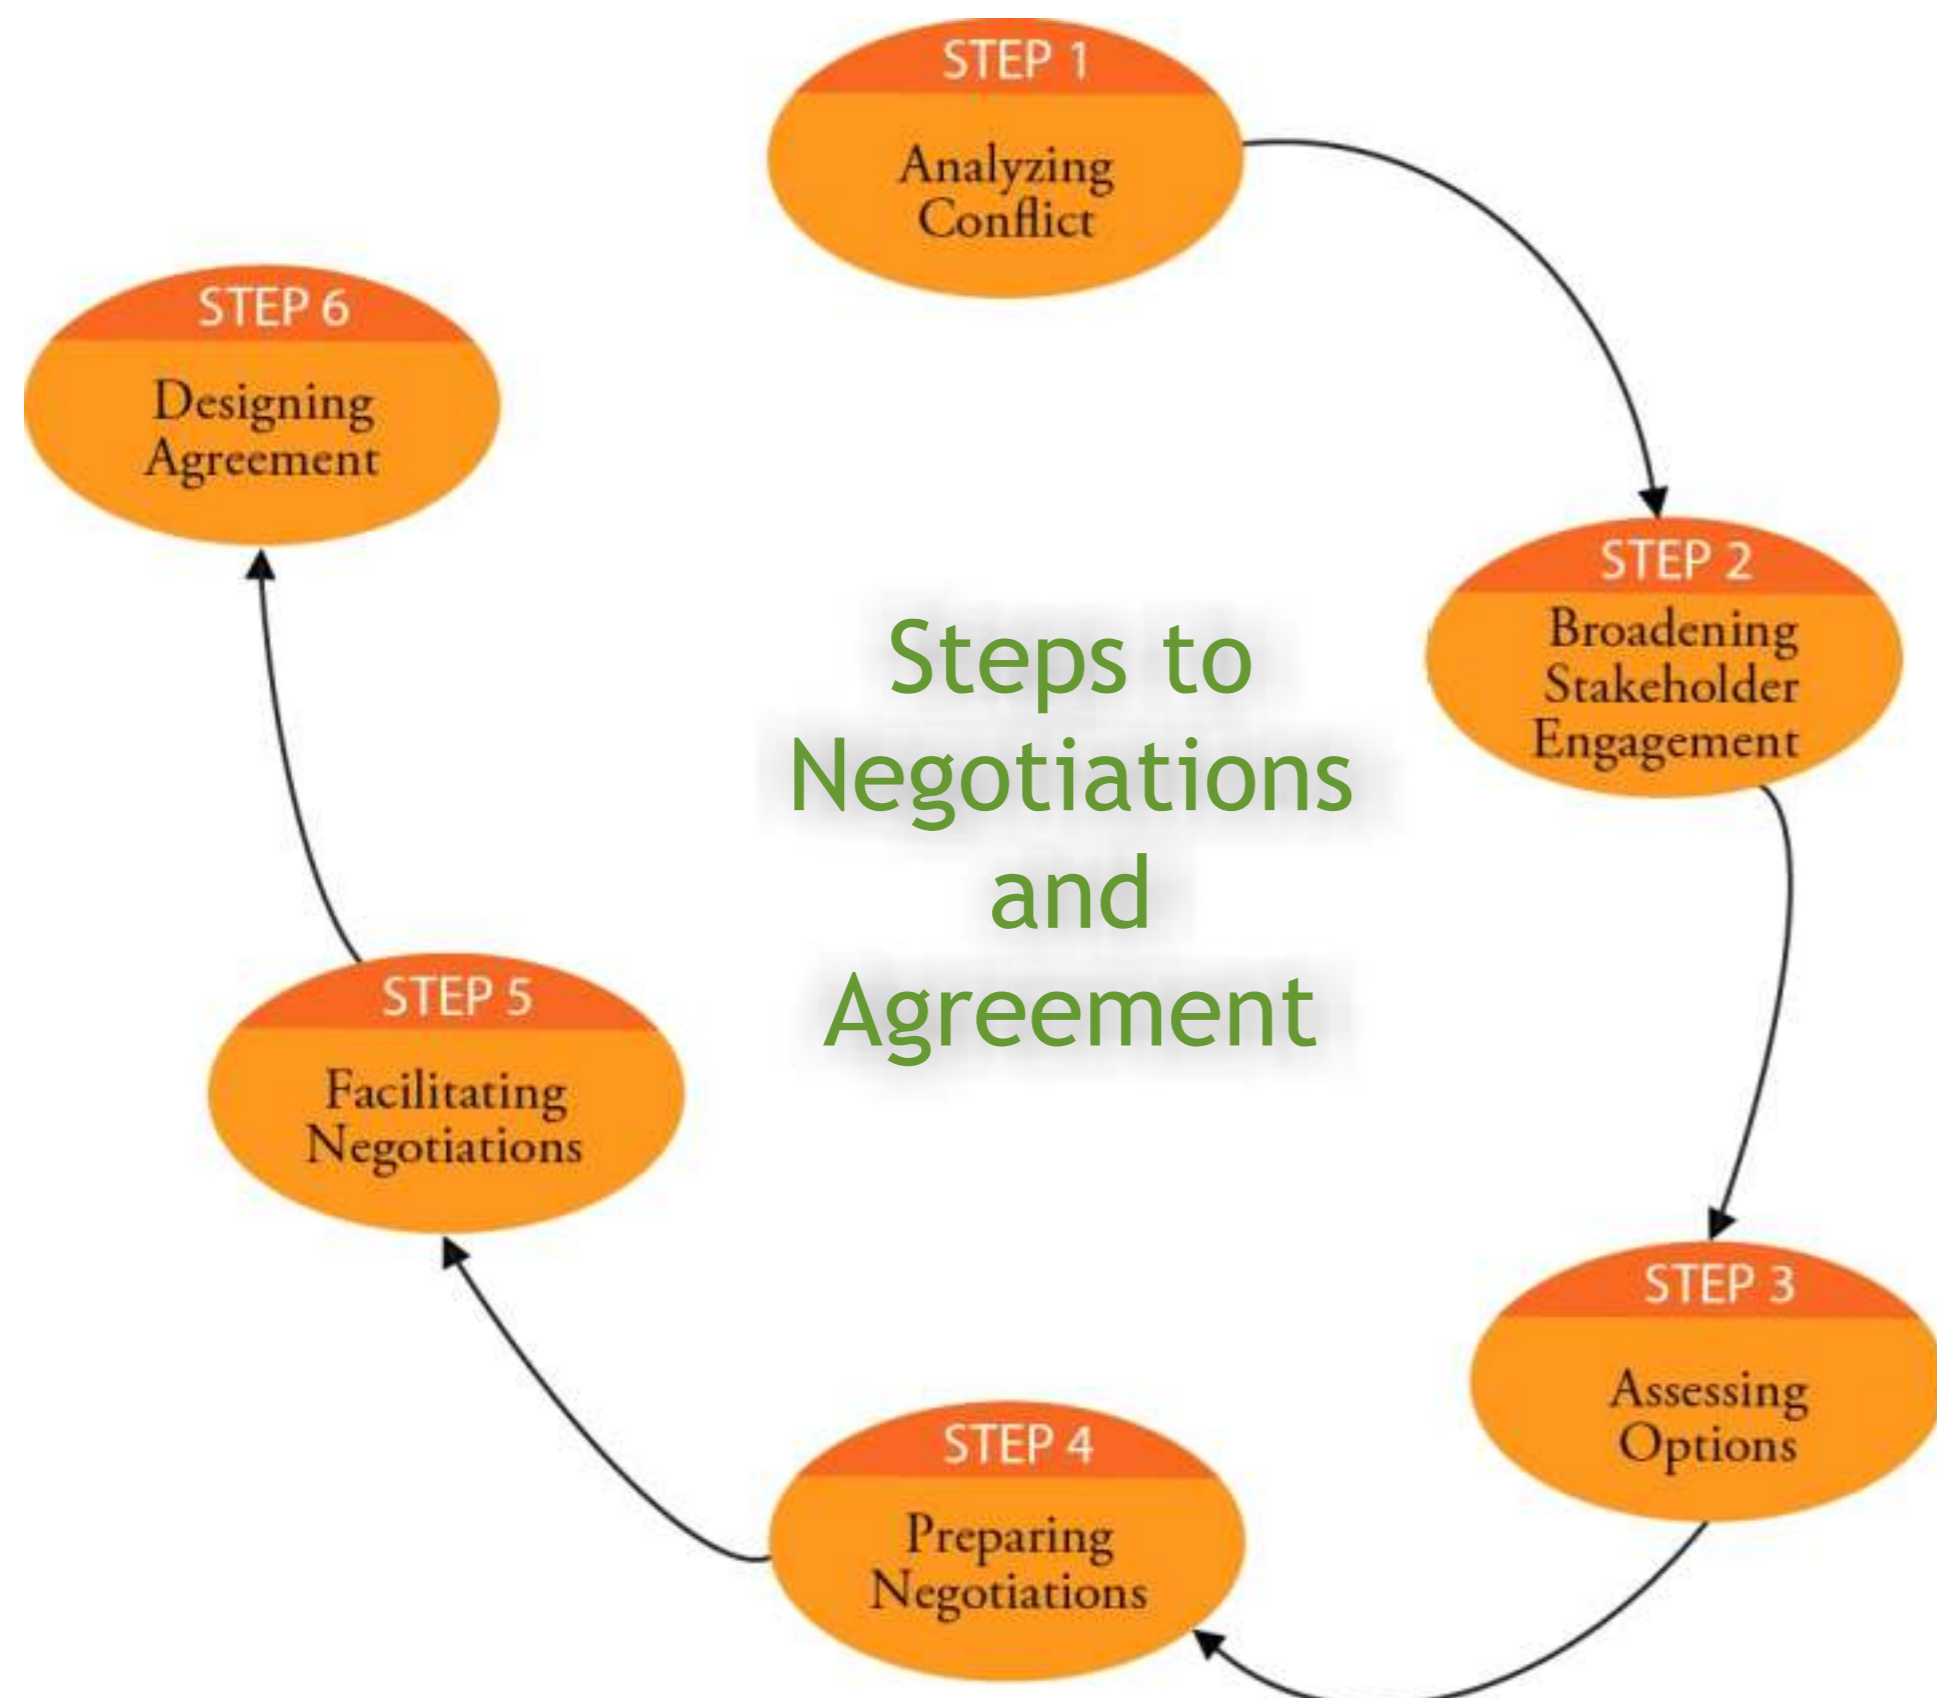 STEP 1
Analyzing
Conflict
STEP 2
Broadening
Stakeholder
Engagement
STEP 3
Assessing
Options
STEP 4
Preparing
Negotiations
STEP 5
Facilitating
Negotiations
STEP 6
Designing
Agreement
Steps to
Negotiations
and
Agreement